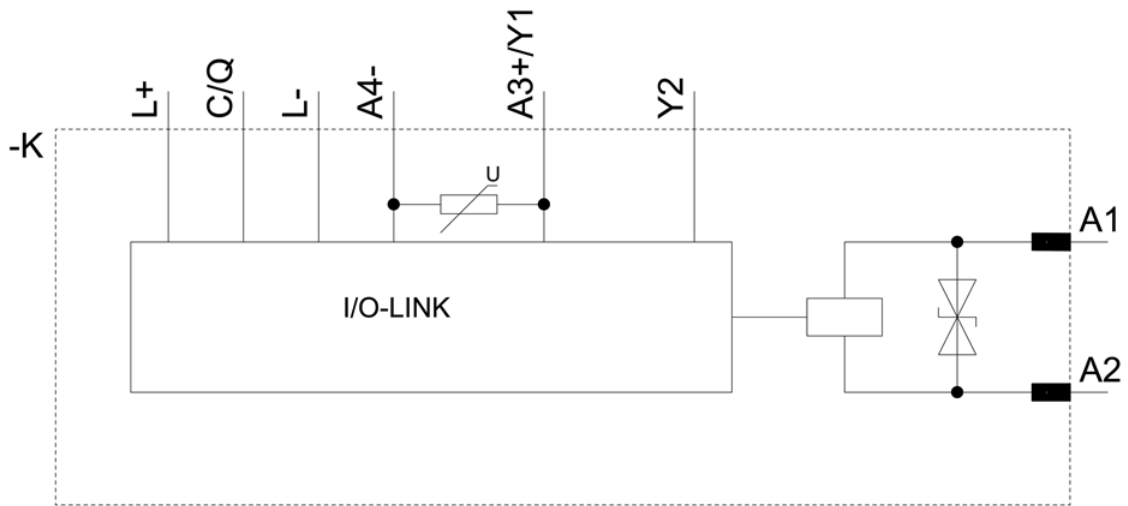 L+
C/Q
L-
A4-
A3+/Y1
Y2
-K
U
A1
I/O-LINK
A2